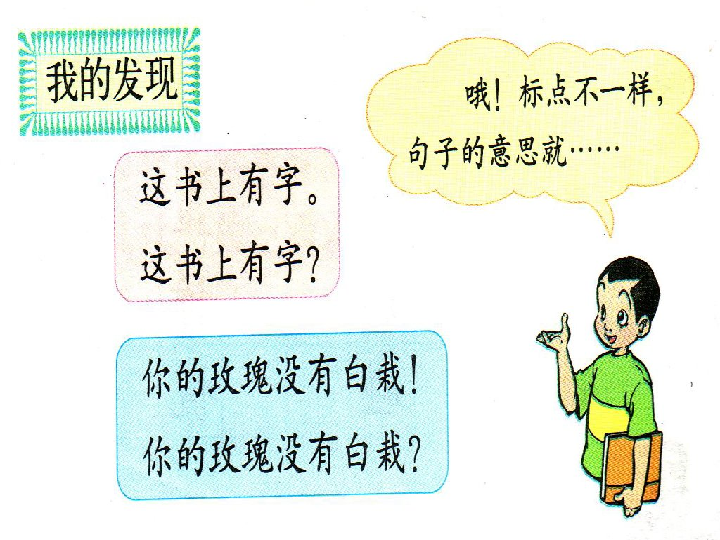 我的发现
哦！标点不一样，
句子的意思就……
这书上有字。
这书上有字？
你的玫瑰没有白栽！
你的玫瑰没有白栽？